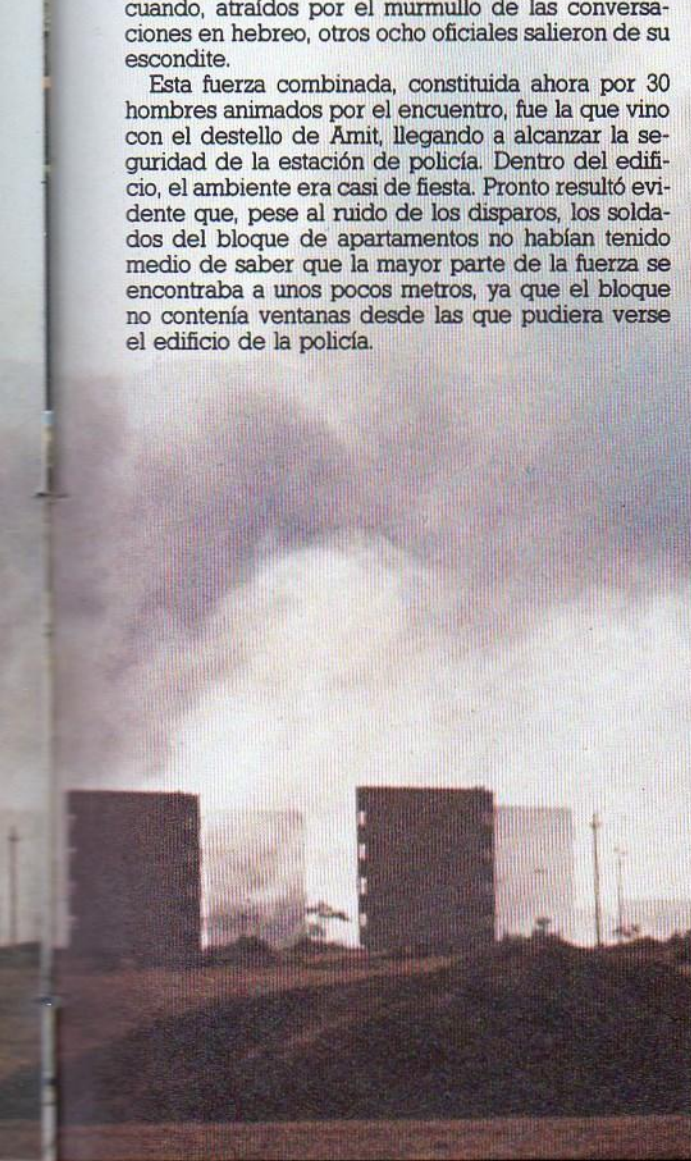 cuando, atraídos por el murmullo de las conversa-
ciones en hebreo, otros ocho oficiales salieron de su
escondite.
Esta fuerza combinada, constituida ahora por 30
hombres animados por el encuentro, fue la que vino
con el destello de Amit, llegando a alcanzar la se-
guridad de la estación de policía. Dentro del edifi-
cio, el ambiente era casi de fiesta. Pronto resultó evi-
dente que, pese al ruido de los disparos, los solda-
dos del bloque de apartamentos no habían tenido
medio de saber que la mayor parte de la fuerza se
encontraba a unos pocos metros, ya que el bloque
no contenía ventanas desde las que pudiera verse
el edificio de la policía.